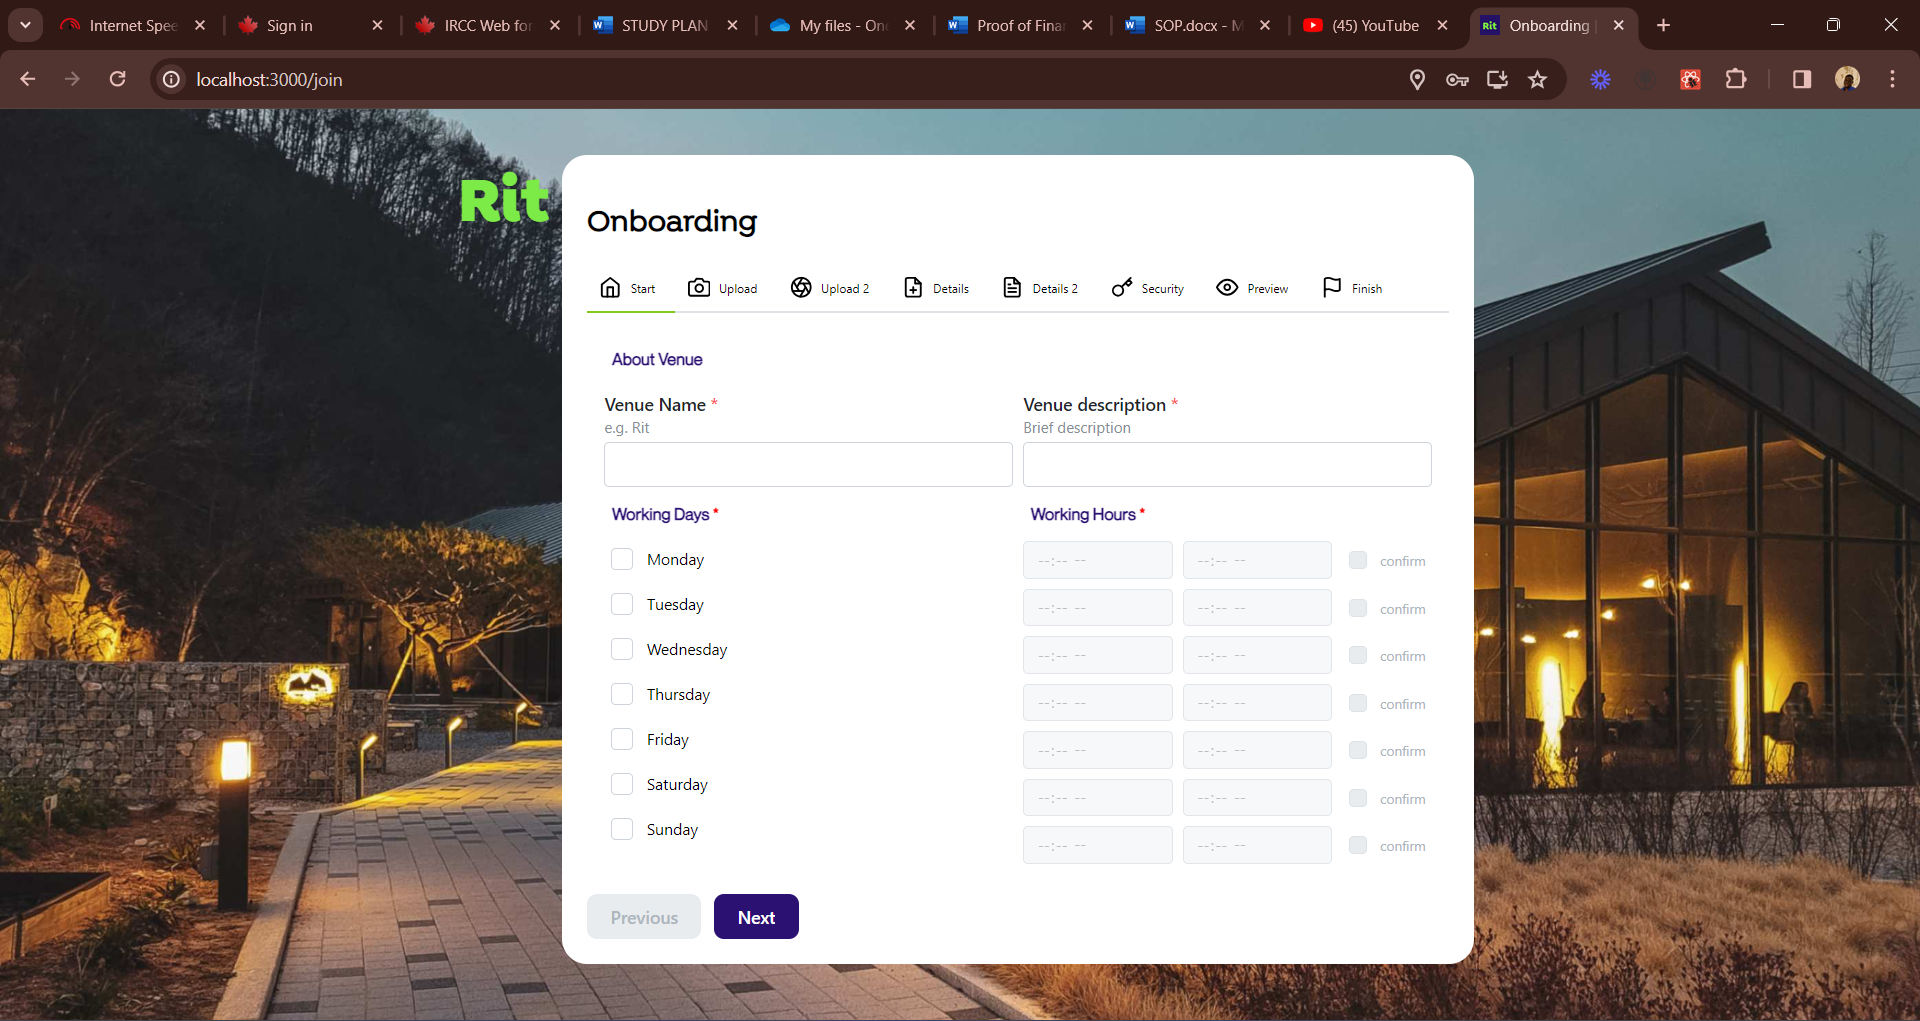 Internet Spee
Sign in
IRCC Web for
STUDY PLAN
My files - One
Proof of Finan
SOP.docx - M
(45) YouTube
Rit
Onboarding |
localhost:3000/join
Rit
Onboarding
Start
Upload
Upload 2
Details
Details 2
Security
Preview
Finish
About Venue
Venue Name *
Venue description *
e.g. Rit
Brief description
Working Days *
Working Hours *
Monday
--:-- --
--:-- --
confirm
Tuesday
--:-- --
--:-- --
confirm
Wednesday
--:-- --
--:-- --
confirm
Thursday
--:-- --
--:-- --
confirm
Friday
--:-- --
--:-- --
confirm
Saturday
--:-- --
--:-- --
confirm
Sunday
--:-- --
--:-- --
confirm
Previous
Next